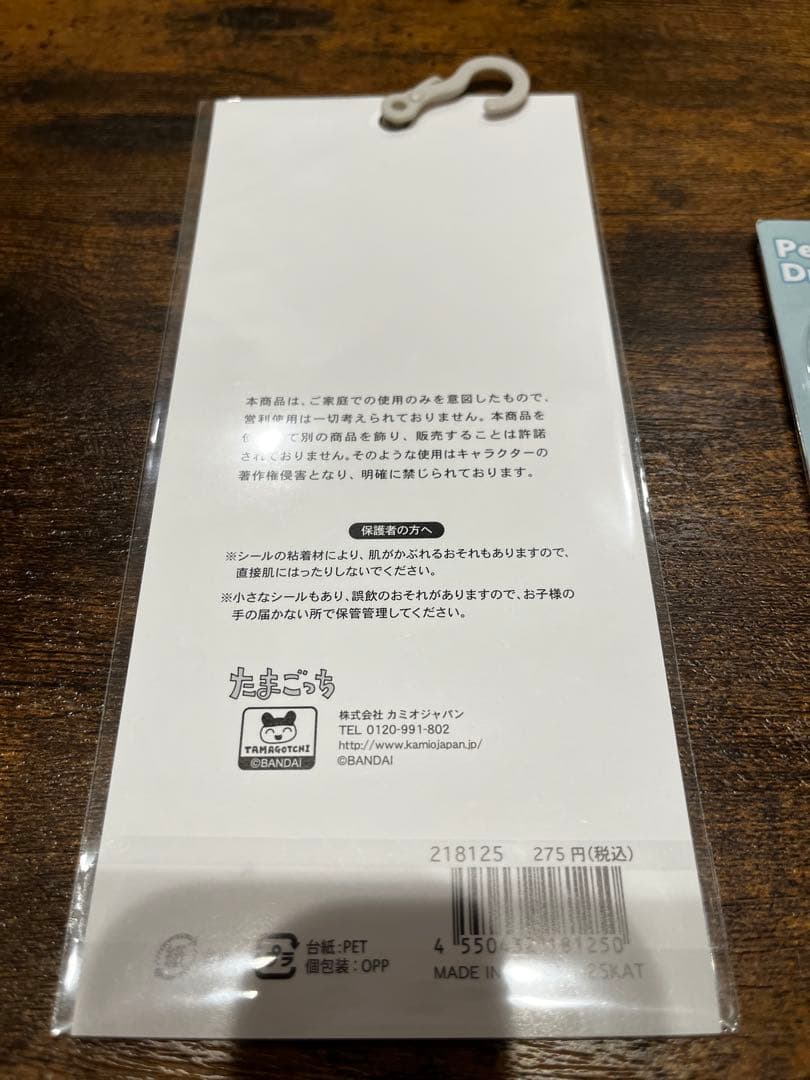 本商品は、ご家庭での使用のみを意図したもので、
営利使用は一切考えられておりません。本商品を
て別の商品を飾り、販売することは許諾
されておりません。そのような使用はキャラクターの
著作権侵害となり、明確に禁じられております。
保護者の方へ
※シールの粘着材により、肌がかぶれるおそれもありますので、
直接肌にはったりしないでください。
※小さなシールもあり、誤飲のおそれがありますので、お子様の
手の届かない所で保管管理してください。
たまごっち
TAMAGOTCHI
©BANDAI
株式会社 カミオジャパン
TEL 0120-991-802
http://www.kamiojapan.jp/
©BANDAI
218125 275円(税込)
4 550432 181250
紙
プラ
台紙:PET
個包装:OPP
MADE IN
25KAT
Pe
D